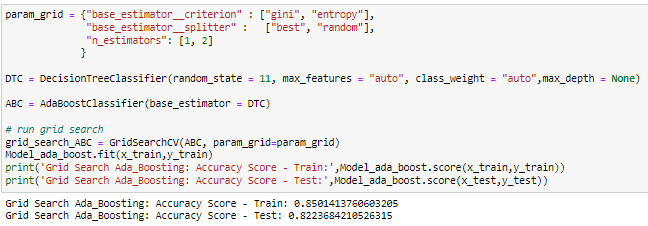 param_grid = {"base_estimator__criterion" : ["gini", "entropy"],
"base_estimator__splitter" :   ["best", "random"],
"n_estimators": [1, 2]
}
DTC = DecisionTreeClassifier(random_state = 11, max_features = "auto", class_weight = "auto",max_depth = None)
ABC = AdaBoostClassifier(base_estimator = DTC)
# run grid search
grid_search_ABC = GridSearchCV(ABC, param_grid=param_grid)
Model_ada_boost.fit(x_train,y_train)
print('Grid Search Ada_Boosting: Accuracy Score - Train:',Model_ada_boost.score(x_train,y_train))
print('Grid Search Ada_Boosting: Accuracy Score - Test:',Model_ada_boost.score(x_test,y_test))
Grid Search Ada_Boosting: Accuracy Score - Train: 0.8501413760603205
Grid Search Ada_Boosting: Accuracy Score - Test: 0.8223684210526315